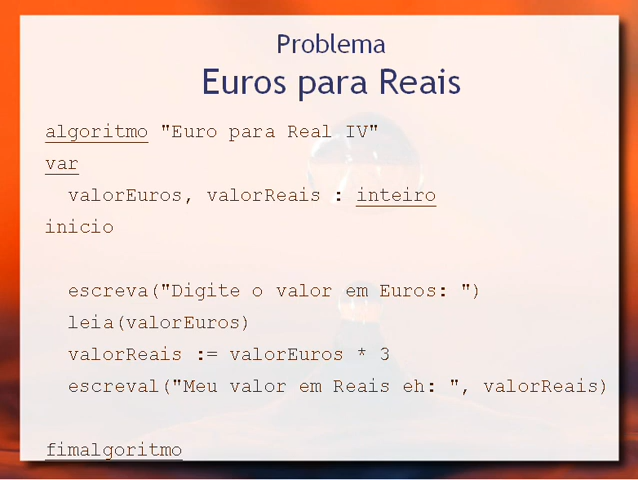 Problema
Euros para Reais
algoritmo "Euro para Real IV"
var
valorEuros, valorReais : inteiro
inicio
escreva("Digite o valor em Euros: ")
leia(valorEuros)
valorReais := valorEuros * 3
escreval("Meu valor em Reais eh: ", valorReais)
fimalgoritmo